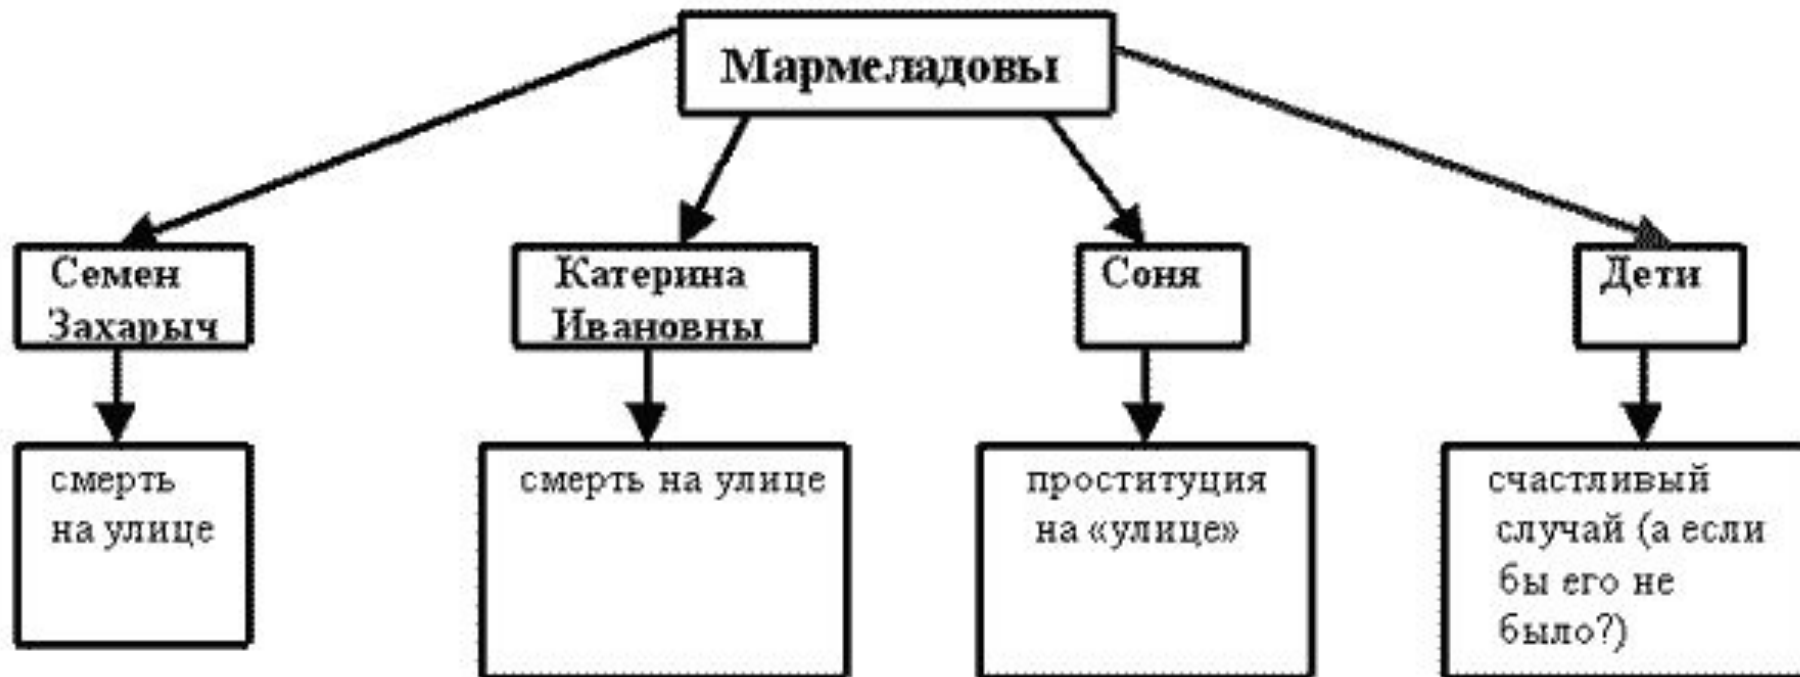 Мармеладовы
Семен
Захарыч
Катерина
Ивановны
Соня
Дети
смерть
на улице
смерть на улице
проституция
на «улице»
счастливый
случай (а если
бы его не
было?)